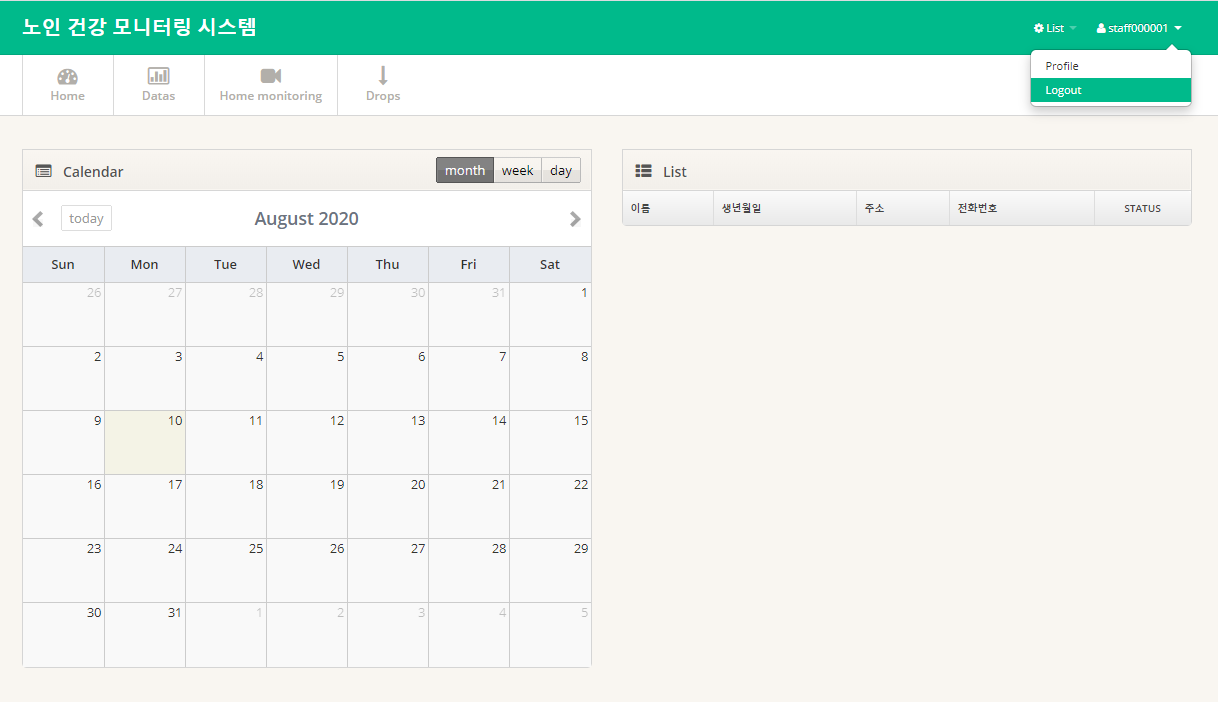 노인 건강 모니터링 시스템
List
staff000001
Profile
Logout
Home
Datas
Home monitoring
Drops
Calendar
month week day
today
August 2020
Sun Mon Tue Wed Thu Fri Sat
26 27 28 29 30 31 1
2 3 4 5 6 7 8
9 10 11 12 13 14 15
16 17 18 19 20 21 22
23 24 25 26 27 28 29
30 31 1 2 3 4 5
List
이름 생년월일 주소 전화번호 STATUS